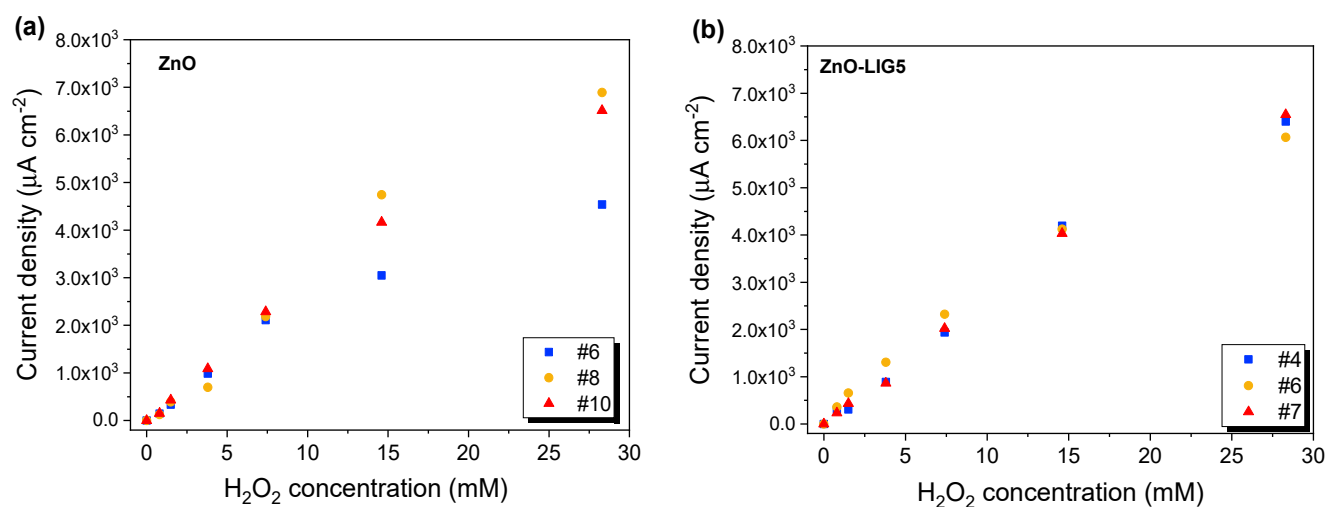 (a)
ZnO
8.0x10³
7.0x10³
6.0x10³
5.0x10³
4.0x10³
3.0x10³
2.0x10³
1.0x10³
0.0
Current density (μA cm⁻²)
0 5 10 15 20 25 30
H₂O₂ concentration (mM)
#6
#8
#10
(b)
ZnO-LIG5
8.0x10³
7.0x10³
6.0x10³
5.0x10³
4.0x10³
3.0x10³
2.0x10³
1.0x10³
0.0
Current density (μA cm⁻²)
0 5 10 15 20 25 30
H₂O₂ concentration (mM)
#4
#6
#7